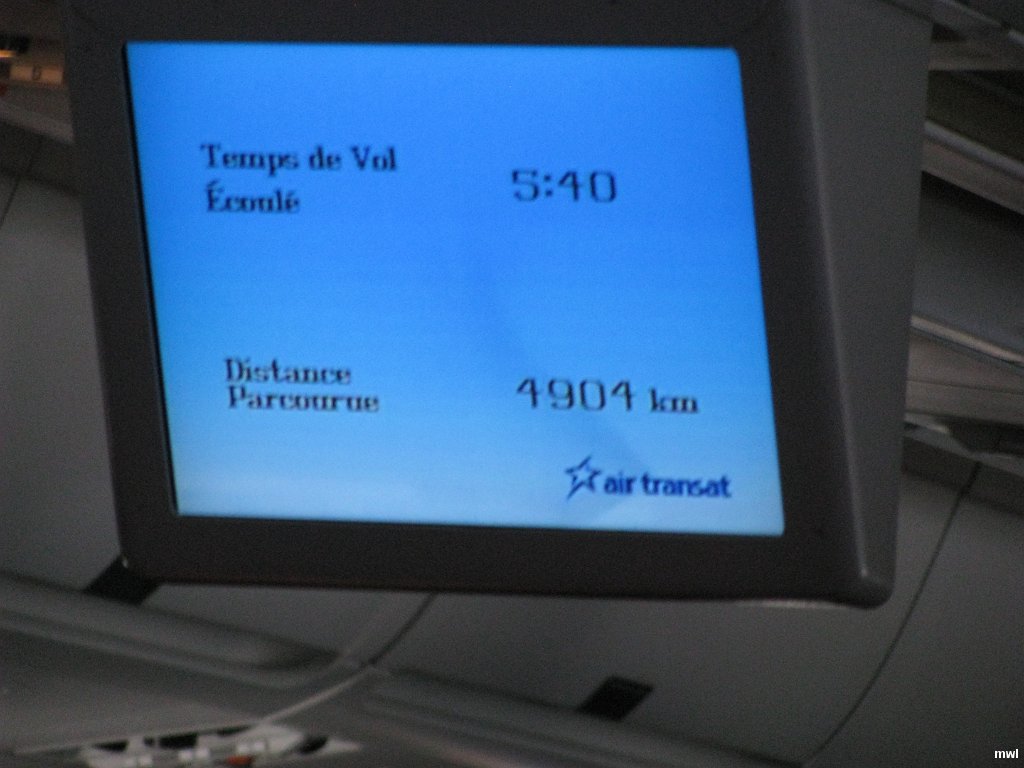 Temps de Vol
Écoulé
5:40
Distance
Parcourue
4904 km
air transat
mwl